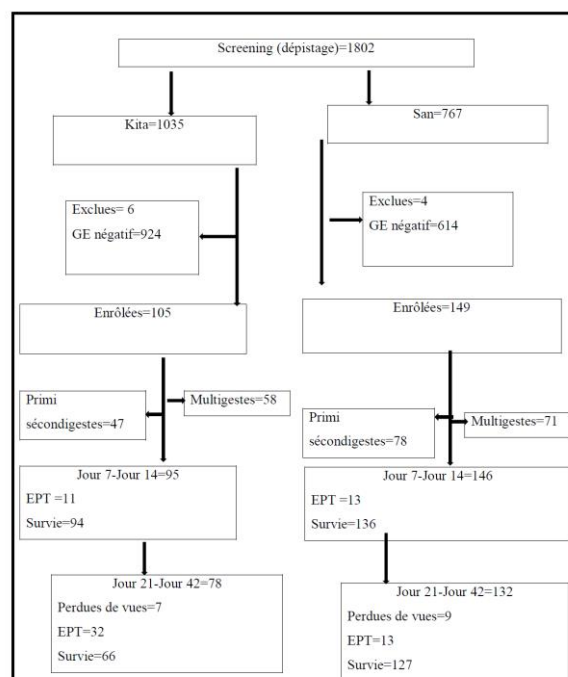 Screening (dépistage)=1802
Kita=1035
San=767
Exclues= 6
GE négatif=924
Exclues=4
GE négatif=614
Enrôlées=105
Enrôlées=149
Primi
sécondigestes=47
Multigestes=58
Primi
sécondigestes=78
Multigestes=71
Jour 7-Jour 14=95
EPT =11
Survie=94
Jour 7-Jour 14=146
EPT =13
Survie=136
Jour 21-Jour 42=78
Perdues de vues=7
EPT=32
Survie=66
Jour 21-Jour 42=132
Perdues de vues=9
EPT=13
Survie=127